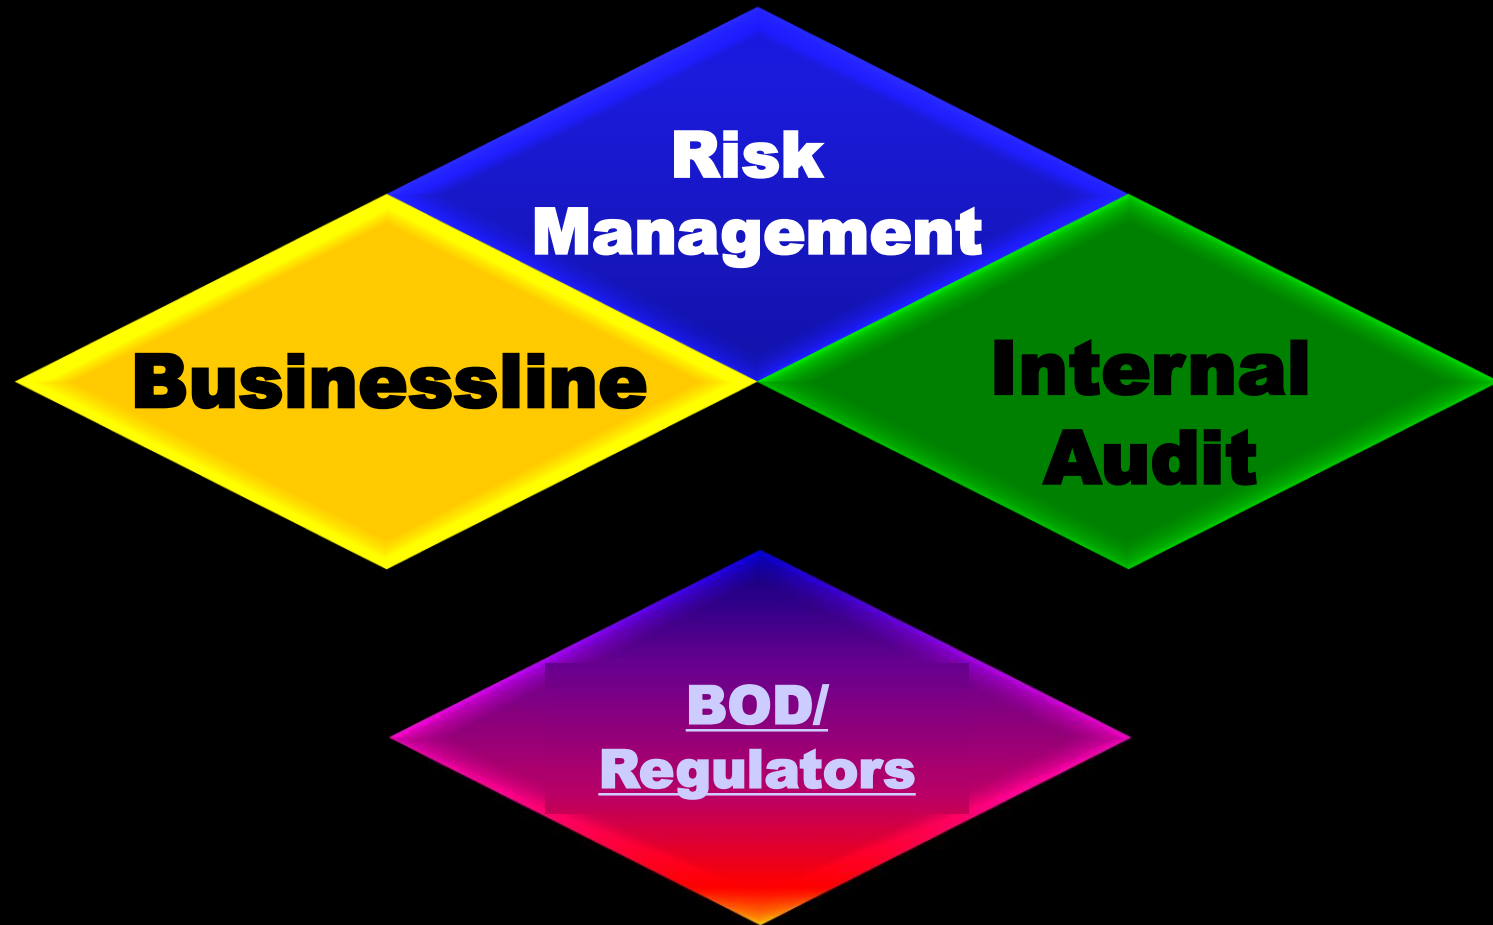 Risk
Management
Businessline
Internal
Audit
BOD/
Regulators